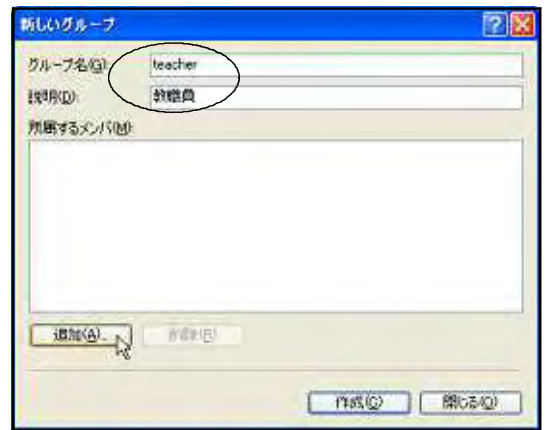 新しいグループ
グループ名(G): teacher
説明(D): 教職員
所属するメンバ(M):
追加(A)... 削除(R)
作成(C) 閉じる(O)